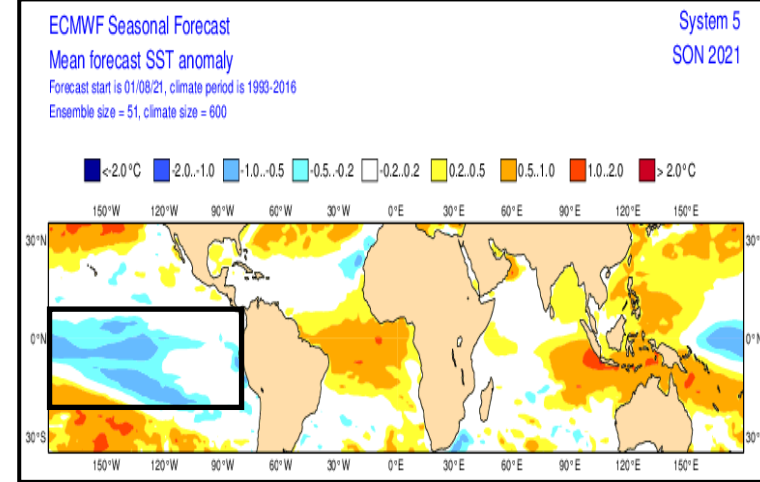 ECMWF Seasonal Forecast
System 5
Mean forecast SST anomaly
SON 2021
Forecast start is 01/08/21, climate period is 1993-2016
Ensemble size = 51, climate size = 600
<-2.0°C -2.0..-1.0 -1.0..-0.5 -0.5..-0.2 -0.2..0.2 0.2..0.5 0.5..1.0 1.0..2.0 > 2.0°C
150°W 120°W 90°W 60°W 30°W 0°E 30°E 60°E 90°E 120°E 150°E
30°N 30°
0°N 0°N
30°S 30°
150°W 120°W 90°W 60°W 30°W 0°E 30°E 60°E 90°E 120°E 150°E